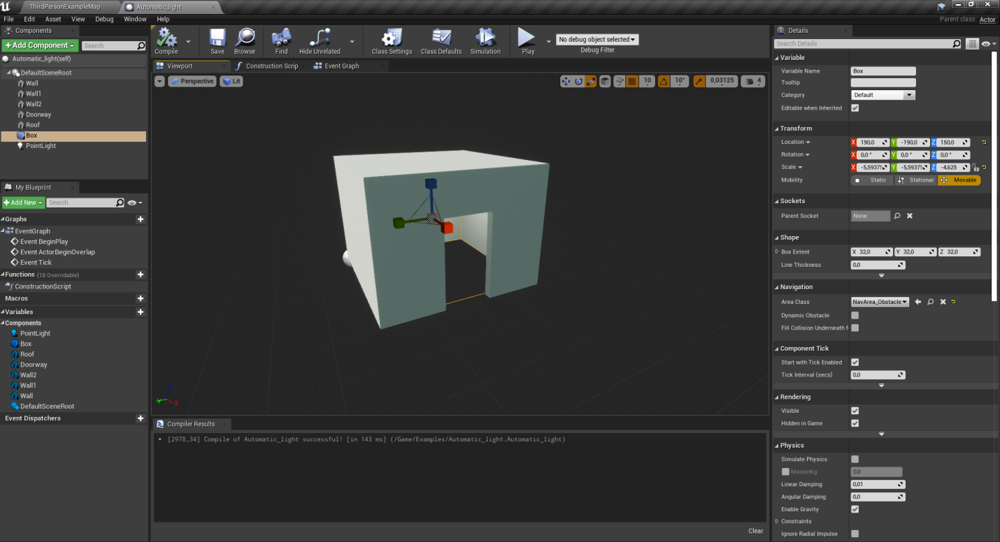 ThirdPersonExampleMap
Automatic_light
File Edit Asset View Debug Window Help
Parent class: Actor
Components
+Add Component
Search
Automatic_light(self)
DefaultSceneRoot
Wall
Wall1
Wall2
Doorway
Roof
Box
PointLight
My Blueprint
+Add New
Search
Graphs
EventGraph
Event BeginPlay
Event ActorBeginOverlap
Event Tick
Functions (18 Overridable)
ConstructionScript
Macros
Variables
Components
PointLight
Box
Roof
Doorway
Wall2
Wall1
Wall
DefaultSceneRoot
Event Dispatchers
Compile
Save
Browse
Find
Hide Unrelated
Class Settings
Class Defaults
Simulation
Play
No debug object selected
Debug Filter
Viewport
Construction Scrip
Event Graph
Perspective
Lit
10
10°
0,03125
4
X
Compiler Results
[2978,34] Compile of Automatic_light successful! [in 143 ms] (/Game/Examples/Automatic_light.Automatic_light)
Clear
Details
Search Details
Variable
Variable Name Box
Tooltip
Category Default
Editable when Inherited
Transform
Location X 190,0 Y -190,0 Z 150,0
Rotation X 0,0 ° Y 0,0 ° Z 0,0 °
Scale X -5,5937 Y -5,5937 Z -4,625
Mobility Static Stationar Movable
Sockets
Parent Socket None
Shape
Box Extent X 32,0 Y 32,0 Z 32,0
Line Thickness 0,0
Navigation
Area Class NavArea_Obstacle
Dynamic Obstacle
Fill Collision Underneath f
Component Tick
Start with Tick Enabled
Tick Interval (secs) 0,0
Rendering
Visible
Hidden in Game
Physics
Simulate Physics
MassInKg 0,0
Linear Damping 0,01
Angular Damping 0,0
Enable Gravity
Constraints
Ignore Radial Impulse